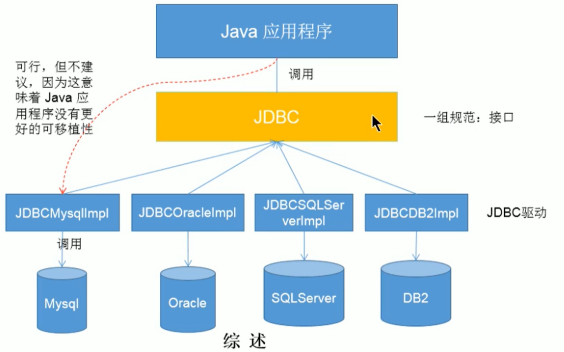 Java 应用程序
可行，但不建
议，因为这意
味着 Java 应
用程序没有更
好的可移植性
调用
JDBC
一组规范：接口
JDBCMysqlImpl
JDBCOracleImpl
JDBCSQLSer
verImpl
JDBCDB2Impl
JDBC驱动
调用
Mysql
Oracle
SQLServer
DB2
综 述